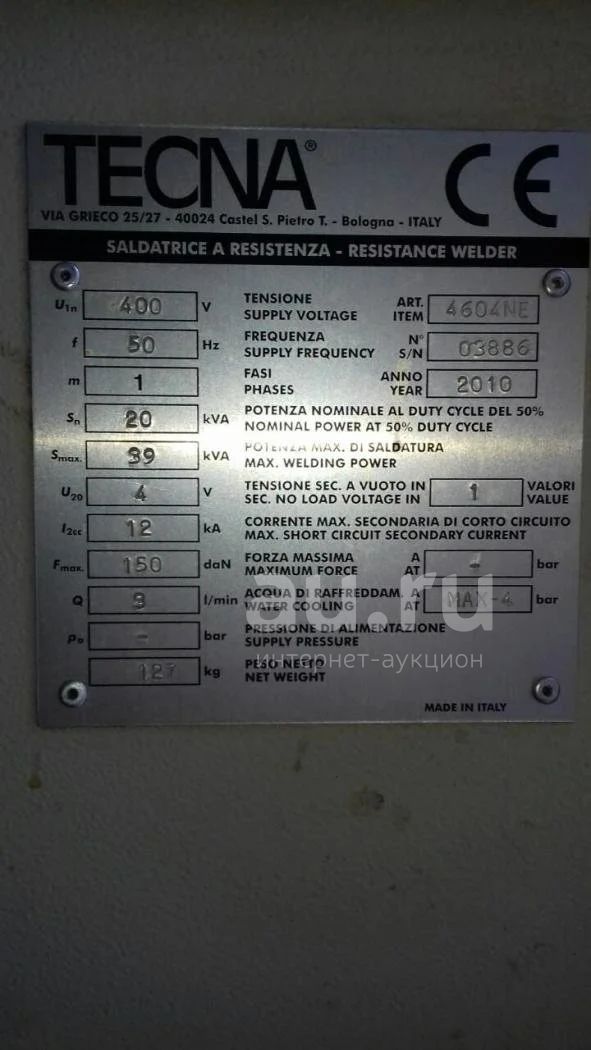 TECNA®
CE
VIA GRIECO 25/27 - 40024 Castel S. Pietro T. - Bologna - ITALY
SALDATRICE A RESISTENZA - RESISTANCE WELDER
U1n 400 V TENSIONE SUPPLY VOLTAGE ART. ITEM 4604NE
f 50 Hz FREQUENZA SUPPLY FREQUENCY N° S/N 03886
m 1 FASI PHASES ANNO YEAR 2010
Sn 20 kVA POTENZA NOMINALE AL DUTY CYCLE DEL 50%
NOMINAL POWER AT 50% DUTY CYCLE
Smax. 39 kVA POTENZA MAX. DI SALDATURA
MAX. WELDING POWER
U20 4 V TENSIONE SEC. A VUOTO IN SEC. NO LOAD VOLTAGE IN 1 VALORI VALUE
I2cc 12 kA CORRENTE MAX. SECONDARIA DI CORTO CIRCUITO
MAX. SHORT CIRCUIT SECONDARY CURRENT
Fmax. 150 daN FORZA MASSIMA MAXIMUM FORCE A AT - bar
Q 3 l/min ACQUA DI RAFFREDDAM. WATER COOLING A AT MAX-4 bar
po - bar PRESSIONE DI ALIMENTAZIONE
SUPPLY PRESSURE
127 kg PESO NETTO
NET WEIGHT
MADE IN ITALY
au.ru
интернет-аукцион